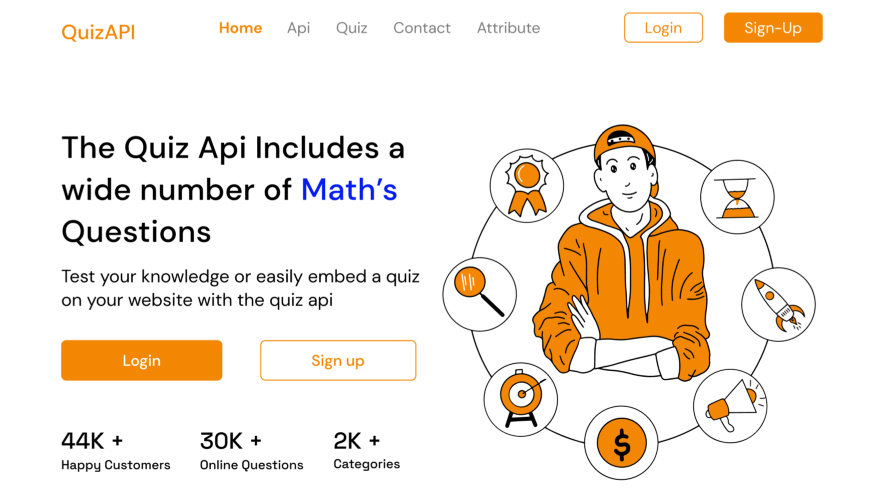 QuizAPI Home Api Quiz Contact Attribute Login Sign-Up
The Quiz Api Includes a
wide number of Math's
Questions
Test your knowledge or easily embed a quiz
on your website with the quiz api
Login Sign up
44K + 30K + 2K +
Happy Customers Online Questions Categories
$